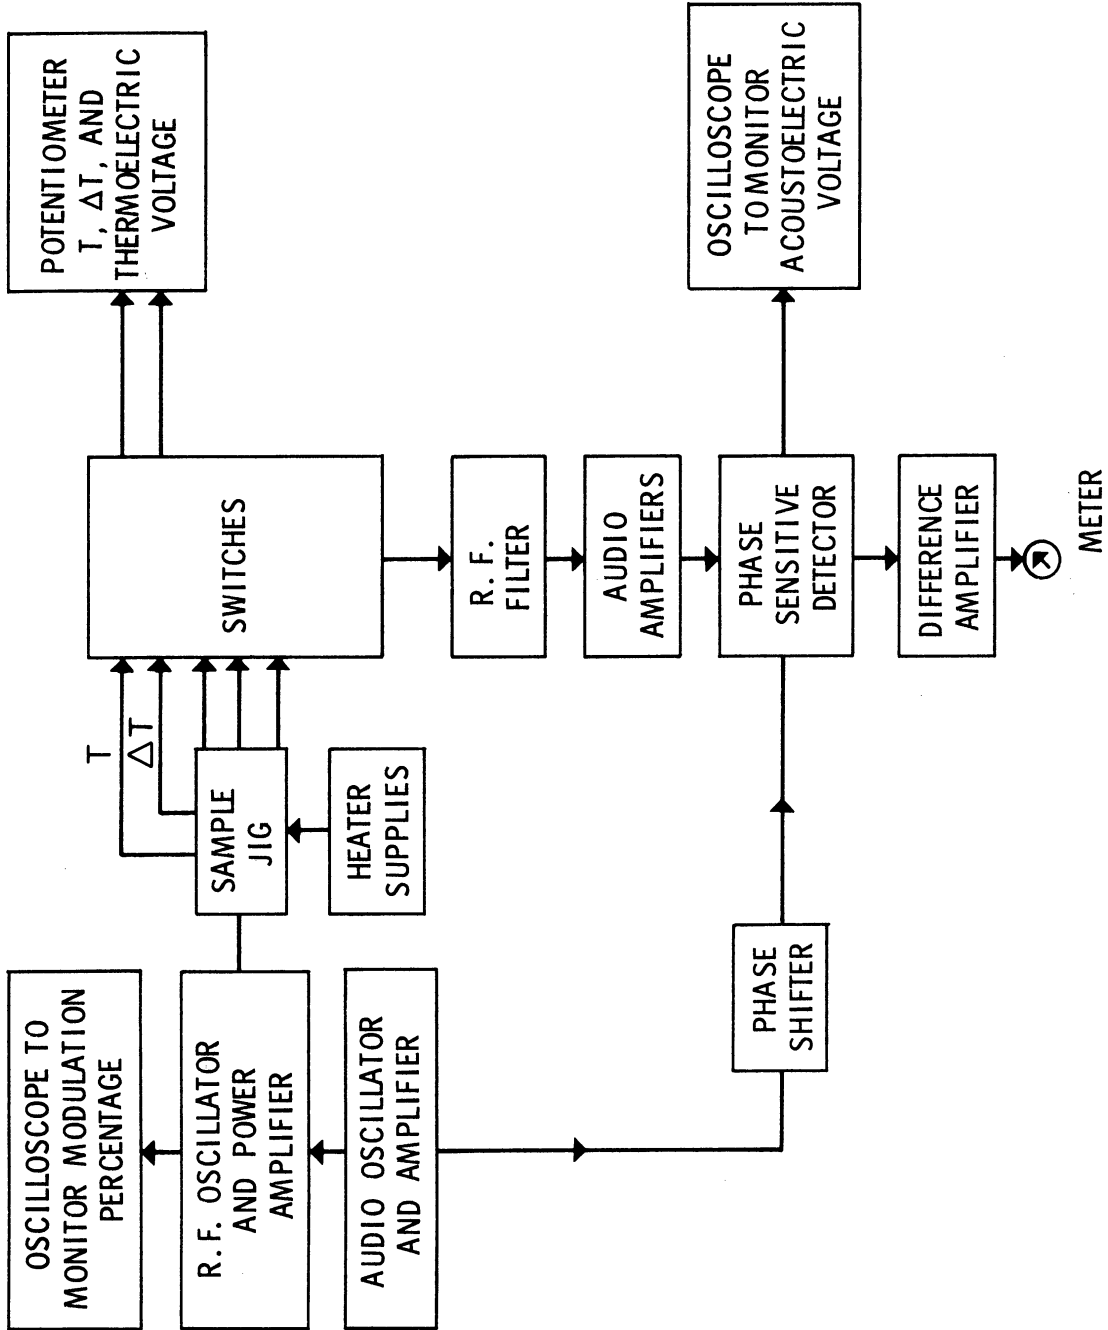 OSCILLOSCOPE TO
MONITOR MODULATION
PERCENTAGE
R. F. OSCILLATOR
AND POWER
AMPLIFIER
AUDIO OSCILLATOR
AND AMPLIFIER
T
ΔT
SAMPLE
JIG
HEATER
SUPPLIES
PHASE
SHIFTER
SWITCHES
R. F.
FILTER
AUDIO
AMPLIFIERS
PHASE
SENSITIVE
DETECTOR
DIFFERENCE
AMPLIFIER
METER
POTENTIOMETER
T, ΔT, AND
THERMOELECTRIC
VOLTAGE
OSCILLOSCOPE
TO MONITOR
ACOUSTOELECTRIC
VOLTAGE